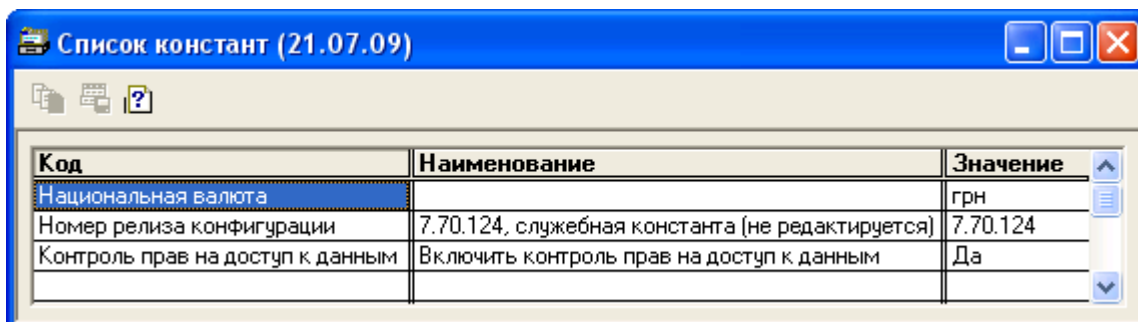 Список констант (21.07.09)
Код Наименование Значение
Национальная валюта грн
Номер релиза конфигурации 7.70.124, служебная константа (не редактируется) 7.70.124
Контроль прав на доступ к данным Включить контроль прав на доступ к данным Да